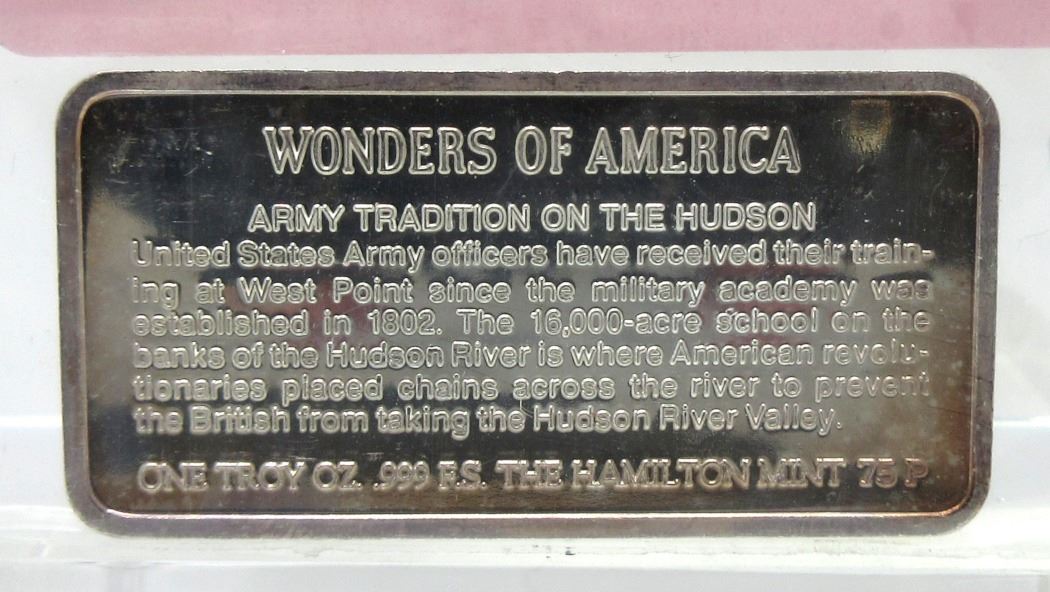 WONDERS OF AMERICA
ARMY TRADITION ON THE HUDSON
United States Army officers have received their train-
ing at West Point since the military academy was
established in 1802. The 16,000-acre school on the
banks of the Hudson River is where American revolu-
tionaries placed chains across the river to prevent
the British from taking the Hudson River Valley.
ONE TROY OZ. .999 F.S. THE HAMILTON MINT 75 P